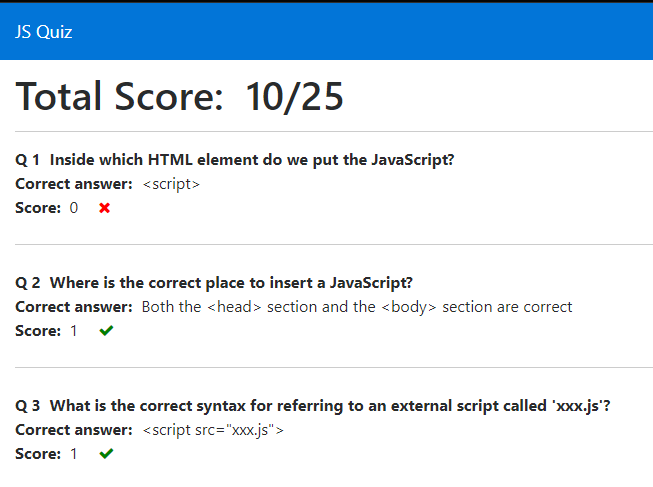 JS Quiz
Total Score: 10/25
Q 1 Inside which HTML element do we put the JavaScript?
Correct answer: <script>
Score: 0
Q 2 Where is the correct place to insert a JavaScript?
Correct answer: Both the <head> section and the <body> section are correct
Score: 1
Q 3 What is the correct syntax for referring to an external script called 'xxx.js'?
Correct answer: <script src="xxx.js">
Score: 1